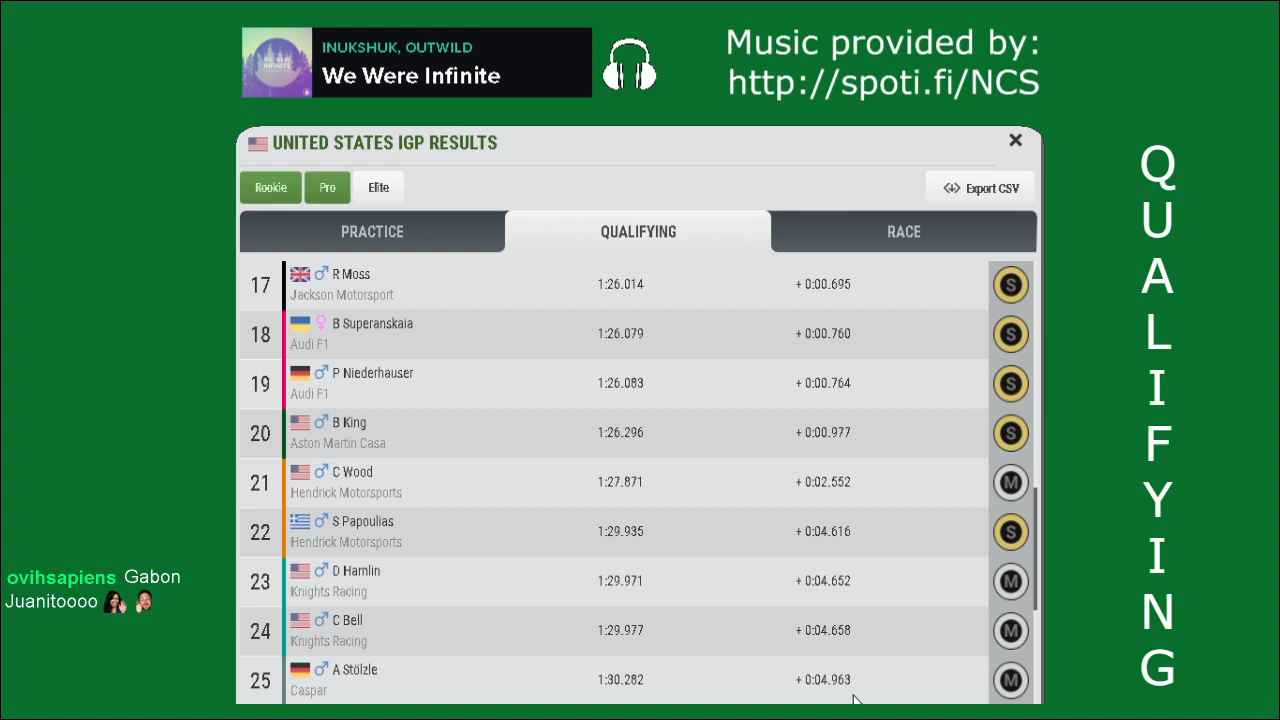 INUKSHUK, OUTWILD
We Were Infinite
Music provided by:
http://spoti.fi/NCS
UNITED STATES IGP RESULTS
Rookie Pro Elite Export CSV
PRACTICE QUALIFYING RACE
17 R Moss 1:26.014 + 0:00.695 S
Jackson Motorsport
18 B Superanskaia 1:26.079 + 0:00.760 S
Audi F1
19 P Niederhauser 1:26.083 + 0:00.764 S
Audi F1
20 B King 1:26.296 + 0:00.977 S
Aston Martin Casa
21 C Wood 1:27.871 + 0:02.552 M
Hendrick Motorsports
22 S Papoulias 1:29.935 + 0:04.616 S
Hendrick Motorsports
23 D Hamlin 1:29.971 + 0:04.652 M
Knights Racing
24 C Bell 1:29.977 + 0:04.658 M
Knights Racing
25 A Stölzle 1:30.282 + 0:04.963 M
Caspar
ovihsapiens Gabon
Juanitoooo
QUALIFYING